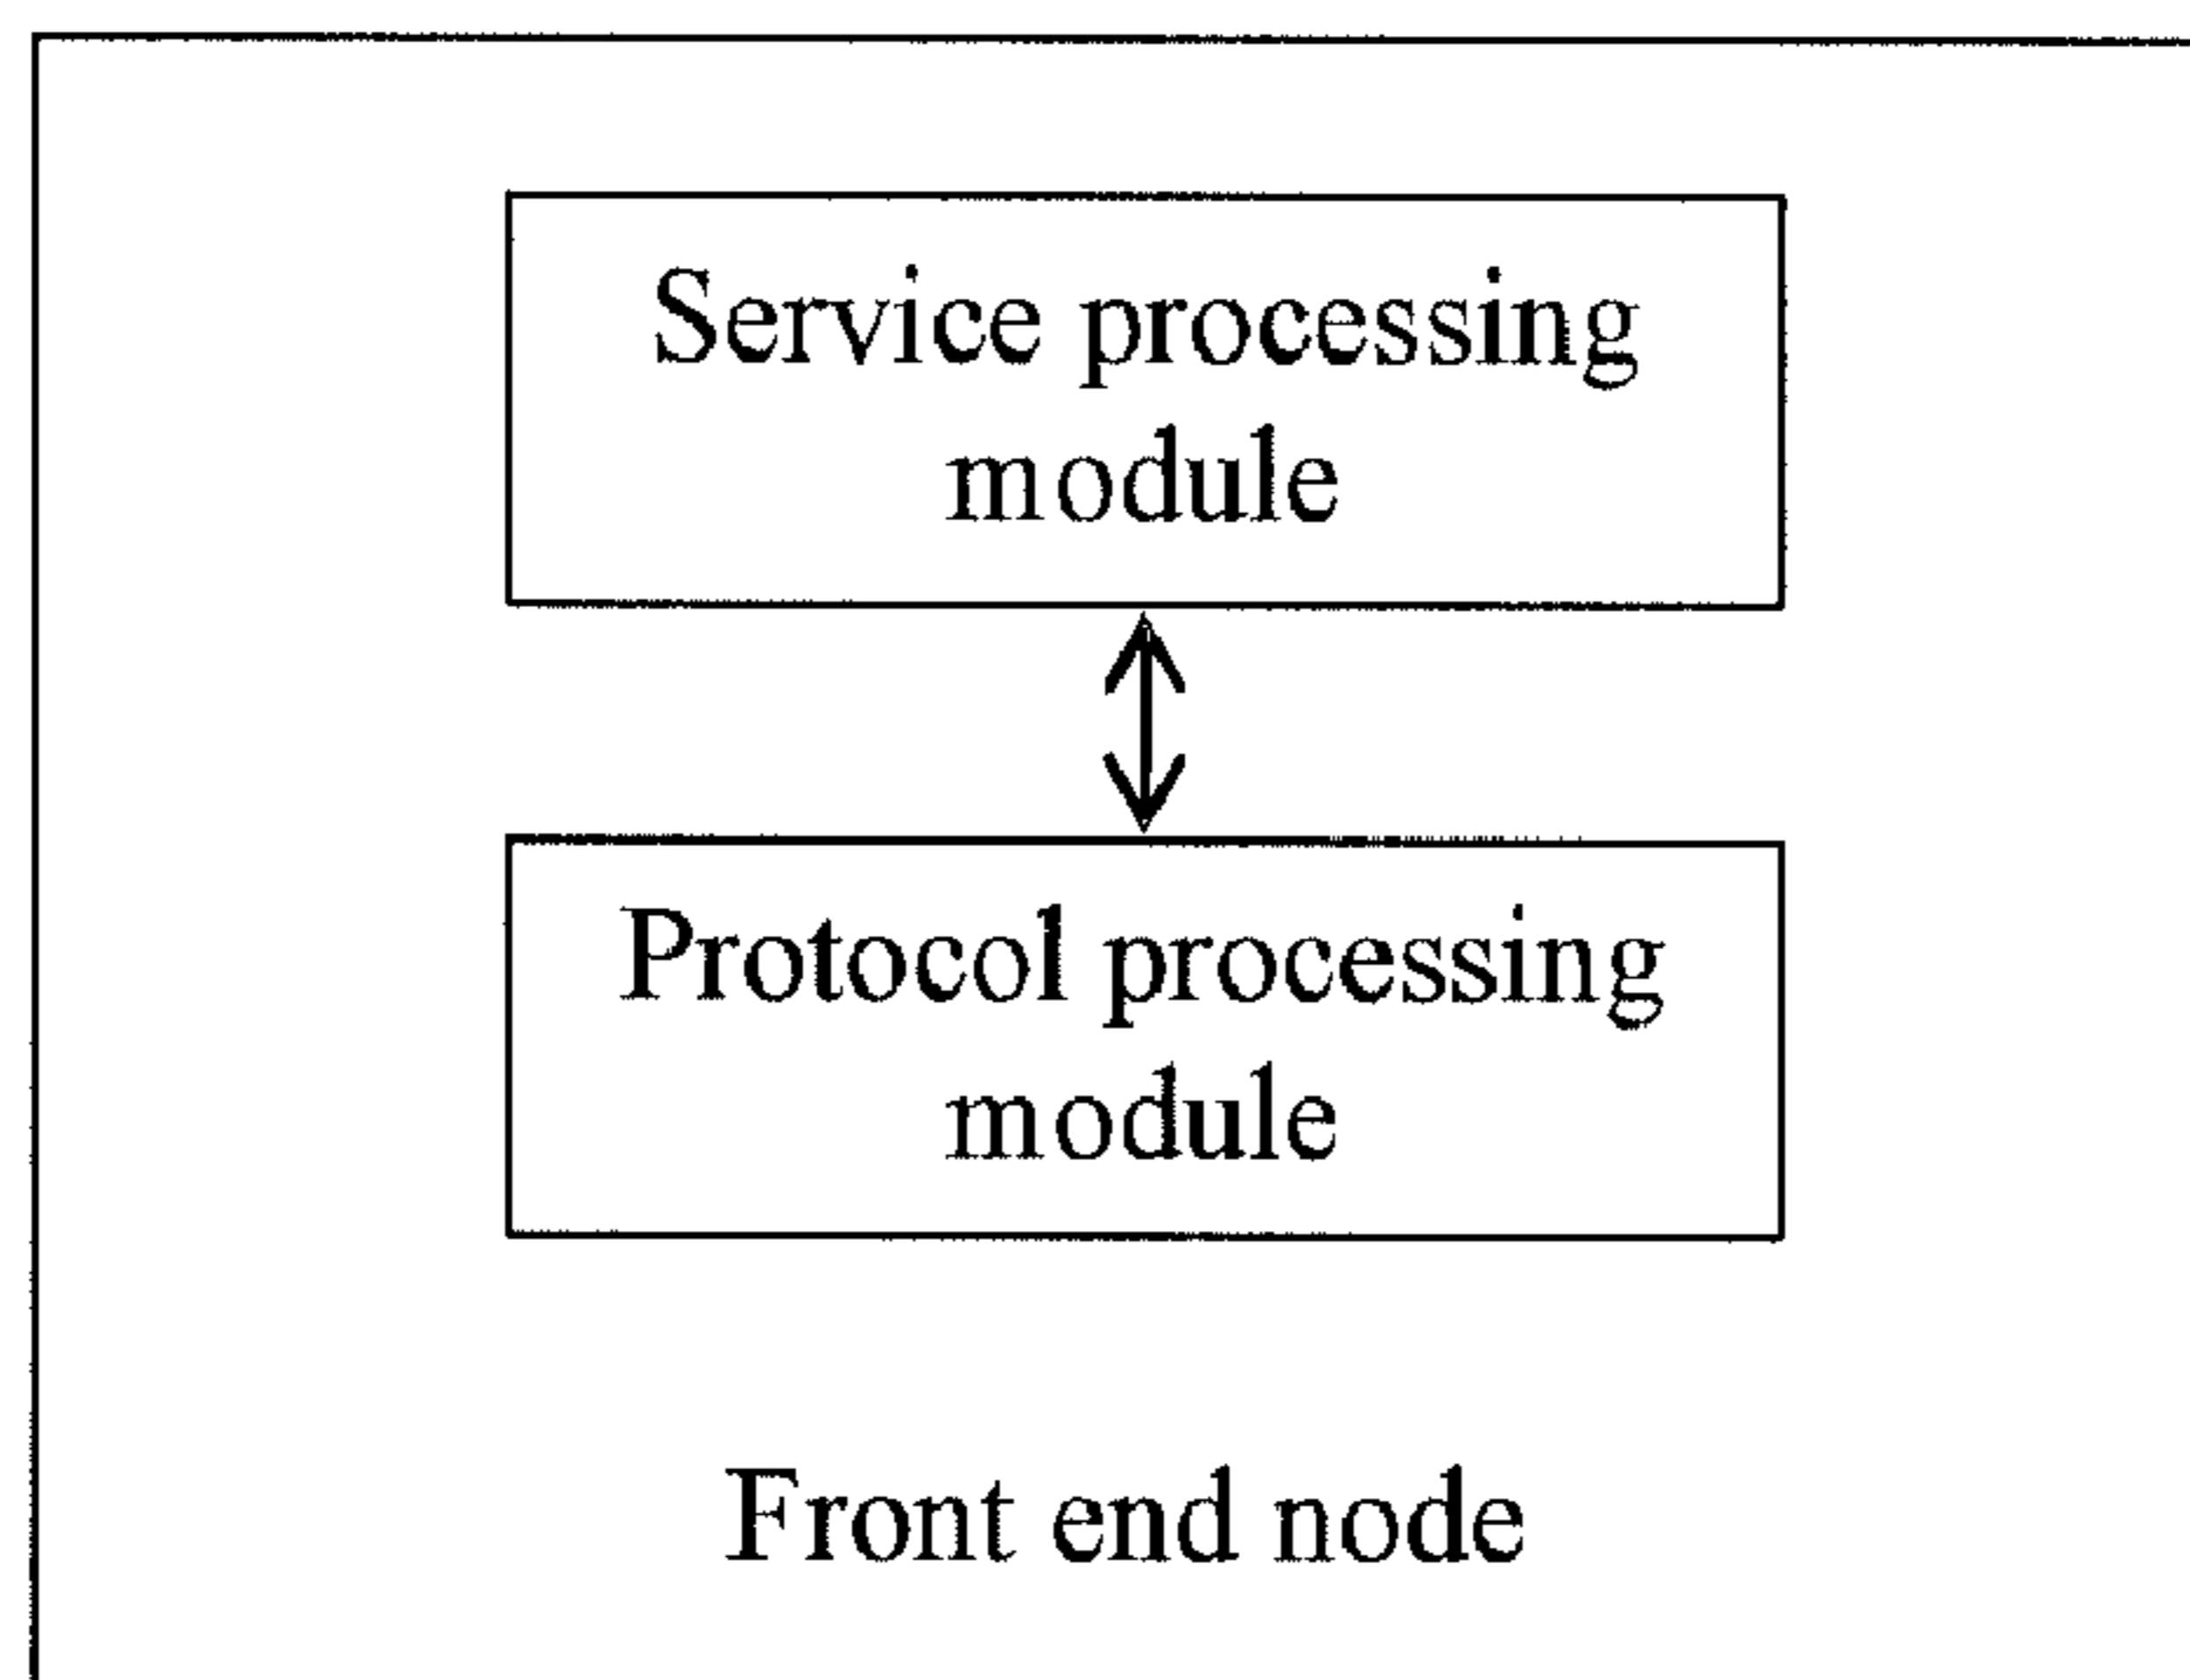 Service processing
module
Protocol processing
module
Front end node